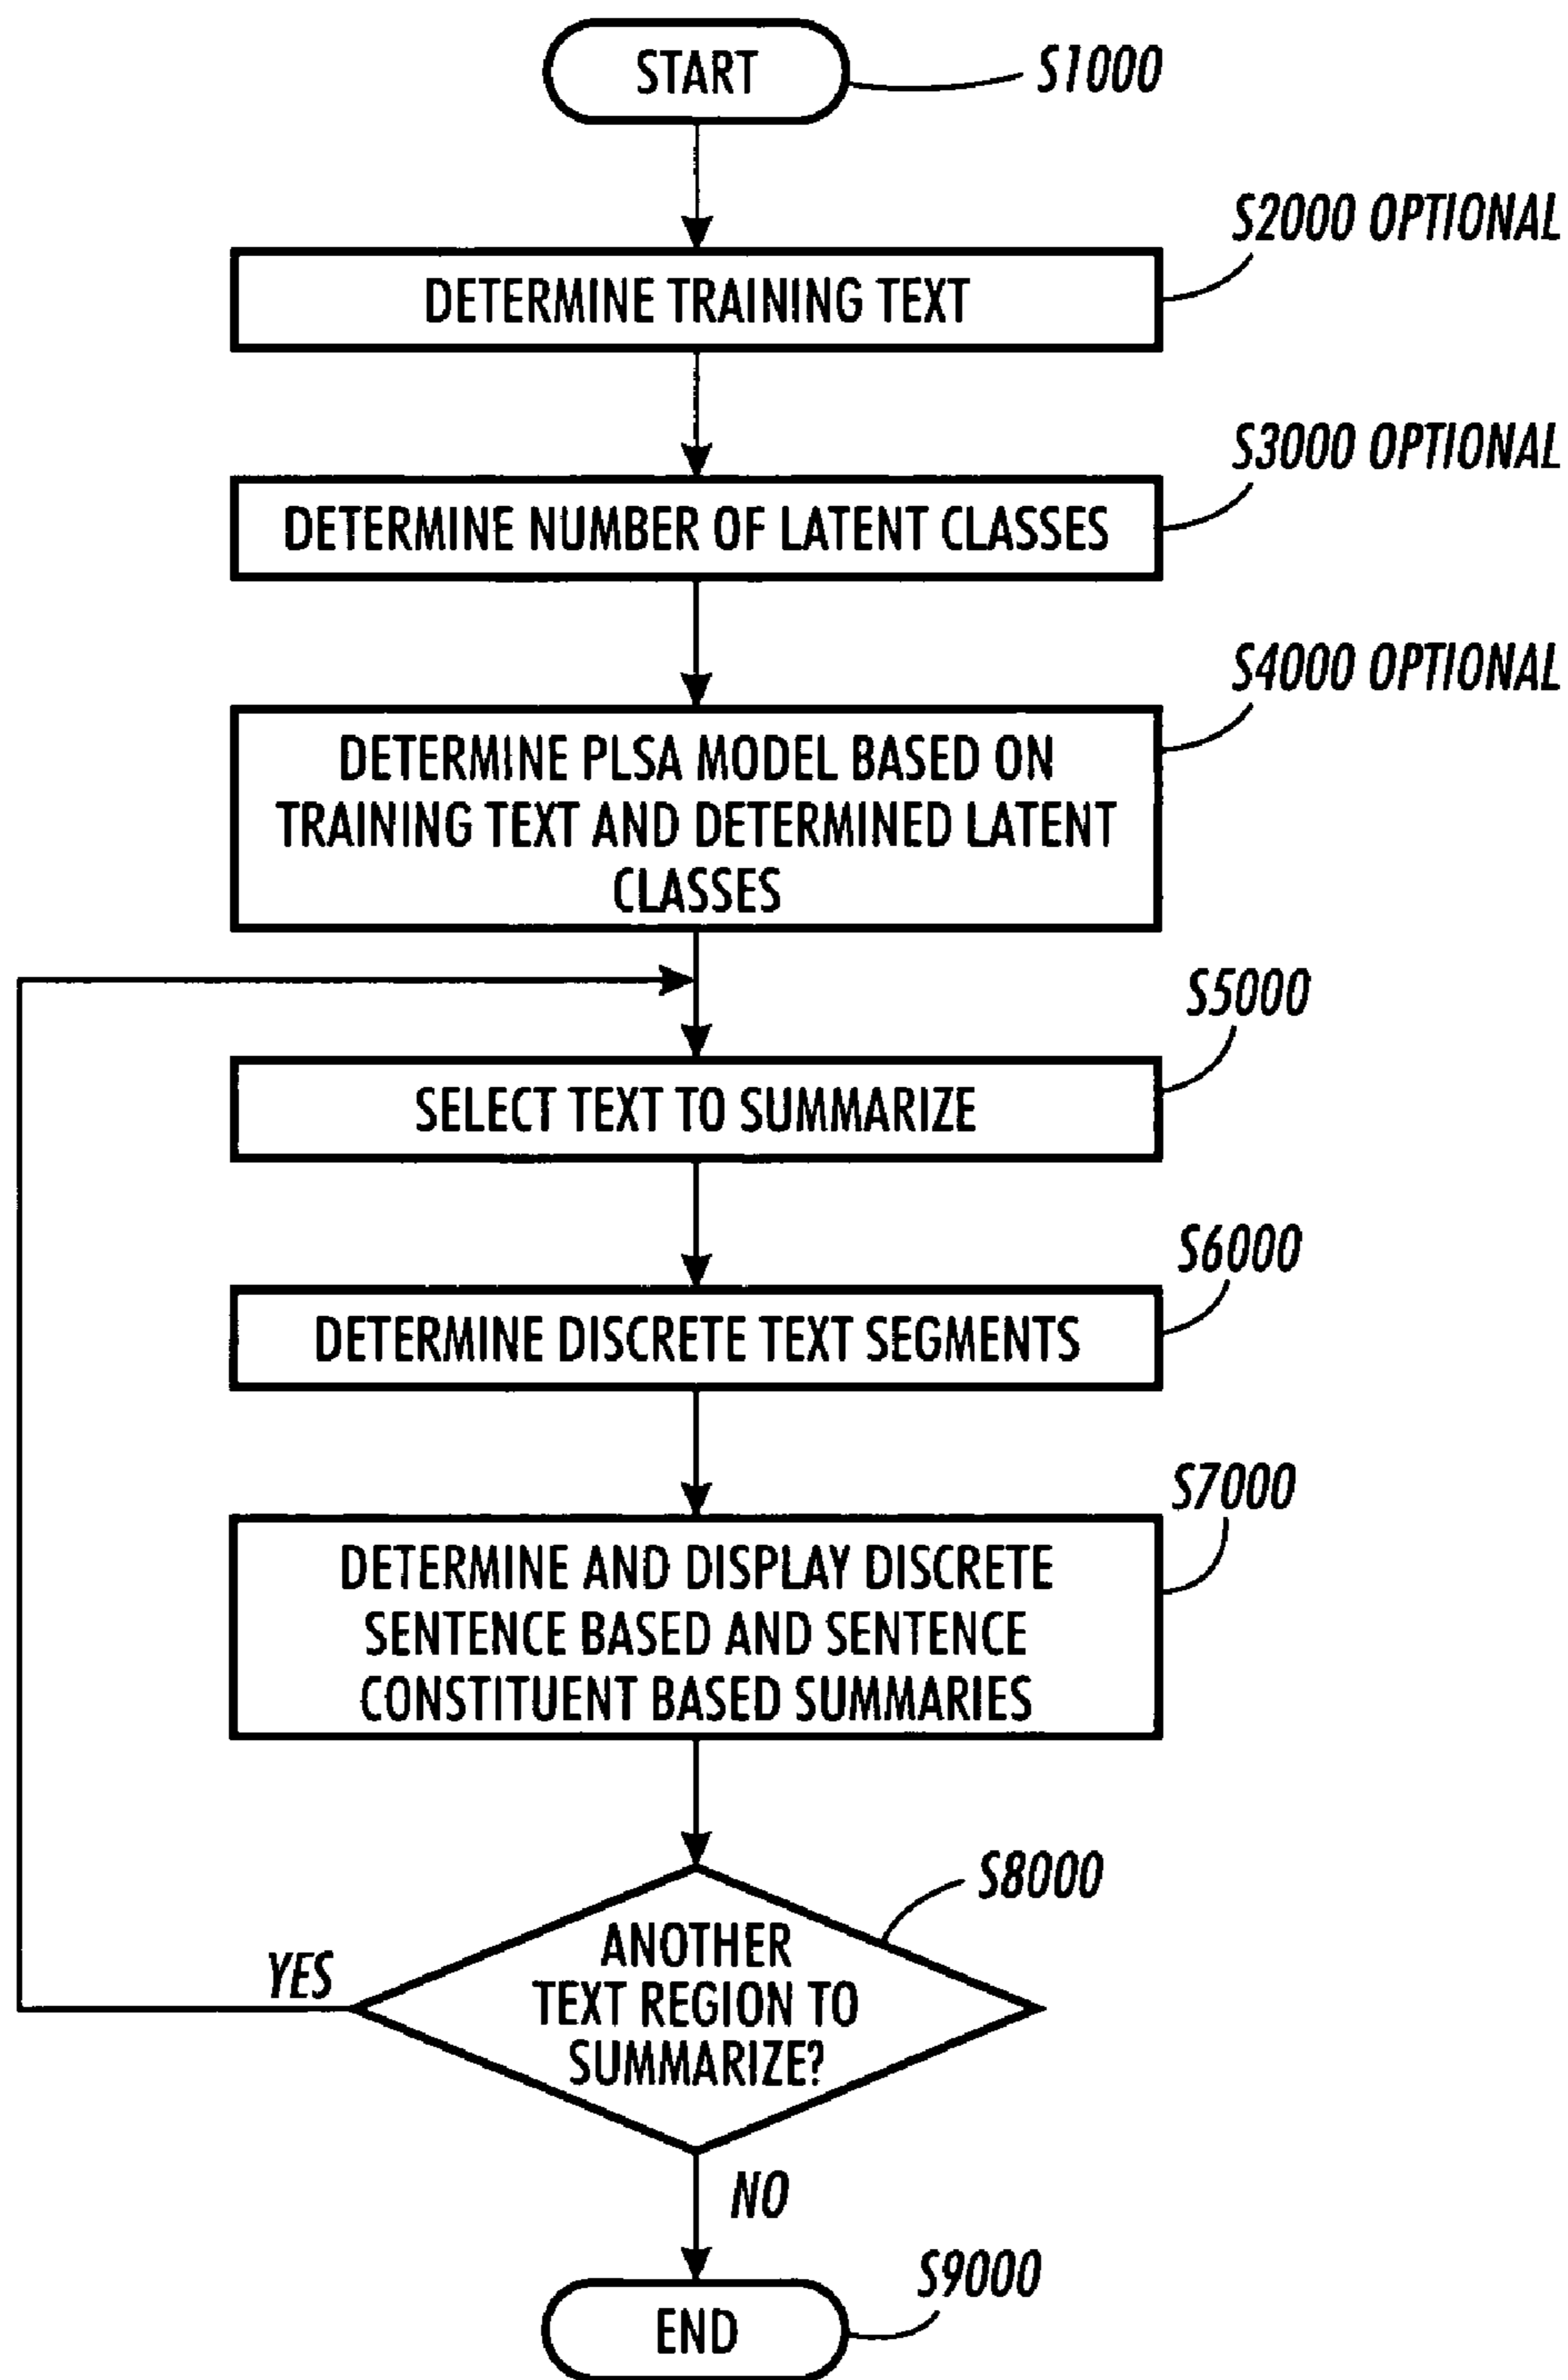 START
S1000
S2000 OPTIONAL
DETERMINE TRAINING TEXT
S3000 OPTIONAL
DETERMINE NUMBER OF LATENT CLASSES
S4000 OPTIONAL
DETERMINE PLSA MODEL BASED ON
TRAINING TEXT AND DETERMINED LATENT
CLASSES
S5000
SELECT TEXT TO SUMMARIZE
S6000
DETERMINE DISCRETE TEXT SEGMENTS
S7000
DETERMINE AND DISPLAY DISCRETE
SENTENCE BASED AND SENTENCE
CONSTITUENT BASED SUMMARIES
S8000
ANOTHER
TEXT REGION TO
SUMMARIZE?
YES
NO
S9000
END